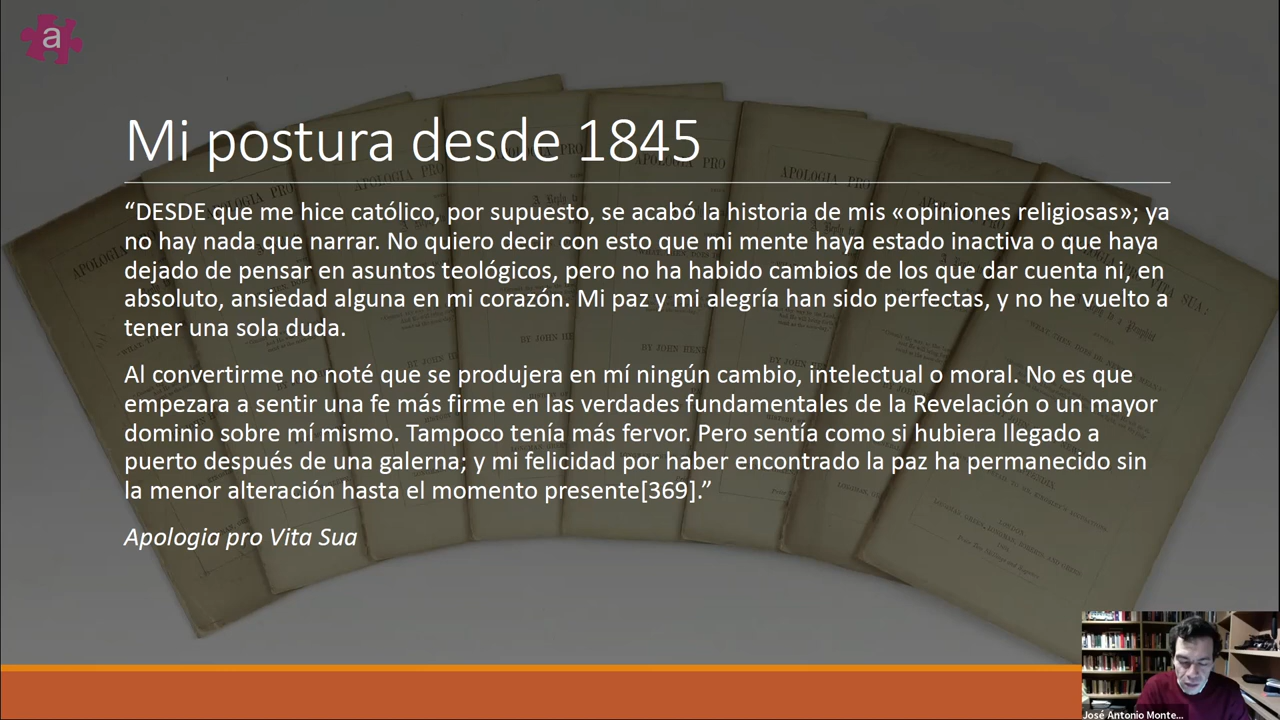 a
Mi postura desde 1845
“DESDE que me hice católico, por supuesto, se acabó la historia de mis «opiniones religiosas»; ya
no hay nada que narrar. No quiero decir con esto que mi mente haya estado inactiva o que haya
dejado de pensar en asuntos teológicos, pero no ha habido cambios de los que dar cuenta ni, en
absoluto, ansiedad alguna en mi corazón. Mi paz y mi alegría han sido perfectas, y no he vuelto a
tener una sola duda.
Al convertirme no noté que se produjera en mí ningún cambio, intelectual o moral. No es que
empezara a sentir una fe más firme en las verdades fundamentales de la Revelación o un mayor
dominio sobre mí mismo. Tampoco tenía más fervor. Pero sentía como si hubiera llegado a
puerto después de una galerna; y mi felicidad por haber encontrado la paz ha permanecido sin
la menor alteración hasta el momento presente[369].”
Apologia pro Vita Sua
José Antonio Monte...